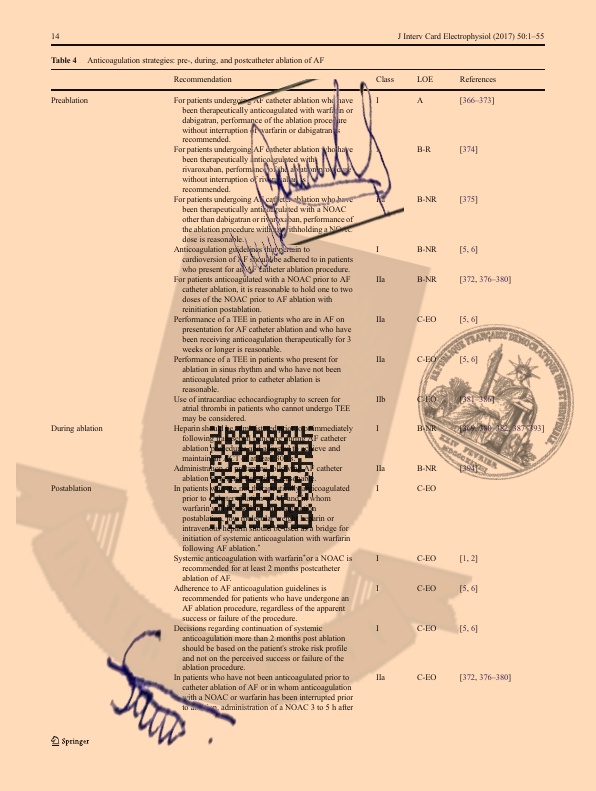 14 J Interv Card Electrophysiol (2017) 50:1–55
Table 4 Anticoagulation strategies: pre-, during, and postcatheter ablation of AF
Recommendation Class LOE References
Preablation For patients undergoing AF catheter ablation who have I A [366–373]
been therapeutically anticoagulated with warfarin or
dabigatran, performance of the ablation procedure
without interruption of warfarin or dabigatran is
recommended.
For patients undergoing AF catheter ablation who have B-R [374]
been therapeutically anticoagulated with
rivaroxaban, performance of the ablation procedure
without interruption of rivaroxaban is
recommended.
For patients undergoing AF catheter ablation who have IIa B-NR [375]
been therapeutically anticoagulated with a NOAC
other than dabigatran or rivaroxaban, performance of
the ablation procedure without withholding a NOAC
dose is reasonable.
Anticoagulation guidelines that pertain to I B-NR [5, 6]
cardioversion of AF should be adhered to in patients
who present for an AF catheter ablation procedure.
For patients anticoagulated with a NOAC prior to AF IIa B-NR [372, 376–380]
catheter ablation, it is reasonable to hold one to two
doses of the NOAC prior to AF ablation with
reinitiation postablation.
Performance of a TEE in patients who are in AF on IIa C-EO [5, 6]
presentation for AF catheter ablation and who have
been receiving anticoagulation therapeutically for 3
weeks or longer is reasonable.
Performance of a TEE in patients who present for IIa C-EO [5, 6]
ablation in sinus rhythm and who have not been
anticoagulated prior to catheter ablation is
reasonable.
Use of intracardiac echocardiography to screen for IIb C-EO [381–386]
atrial thrombi in patients who cannot undergo TEE
may be considered.
During ablation Heparin should be immediately I B-NR [369, 380–382, 387–393]
following AF catheter
ablation and
maintain
Administration catheter IIa B-NR [394]
ablation
Postablation In patients anticoagulated I C-EO
prior to whom
warfarin
postablation, heparin or
intravenous heparin should be used as a bridge for
initiation of systemic anticoagulation with warfarin
following AF ablation.*
Systemic anticoagulation with warfarin* or a NOAC is I C-EO [1, 2]
recommended for at least 2 months postcatheter
ablation of AF.
Adherence to AF anticoagulation guidelines is I C-EO [5, 6]
recommended for patients who have undergone an
AF ablation procedure, regardless of the apparent
success or failure of the procedure.
Decisions regarding continuation of systemic I C-EO [5, 6]
anticoagulation more than 2 months post ablation
should be based on the patient's stroke risk profile
and not on the perceived success or failure of the
ablation procedure.
In patients who have not been anticoagulated prior to IIa C-EO [372, 376–380]
catheter ablation of AF or in whom anticoagulation
with a NOAC or warfarin has been interrupted prior
to ablation, administration of a NOAC 3 to 5 h after
Springer